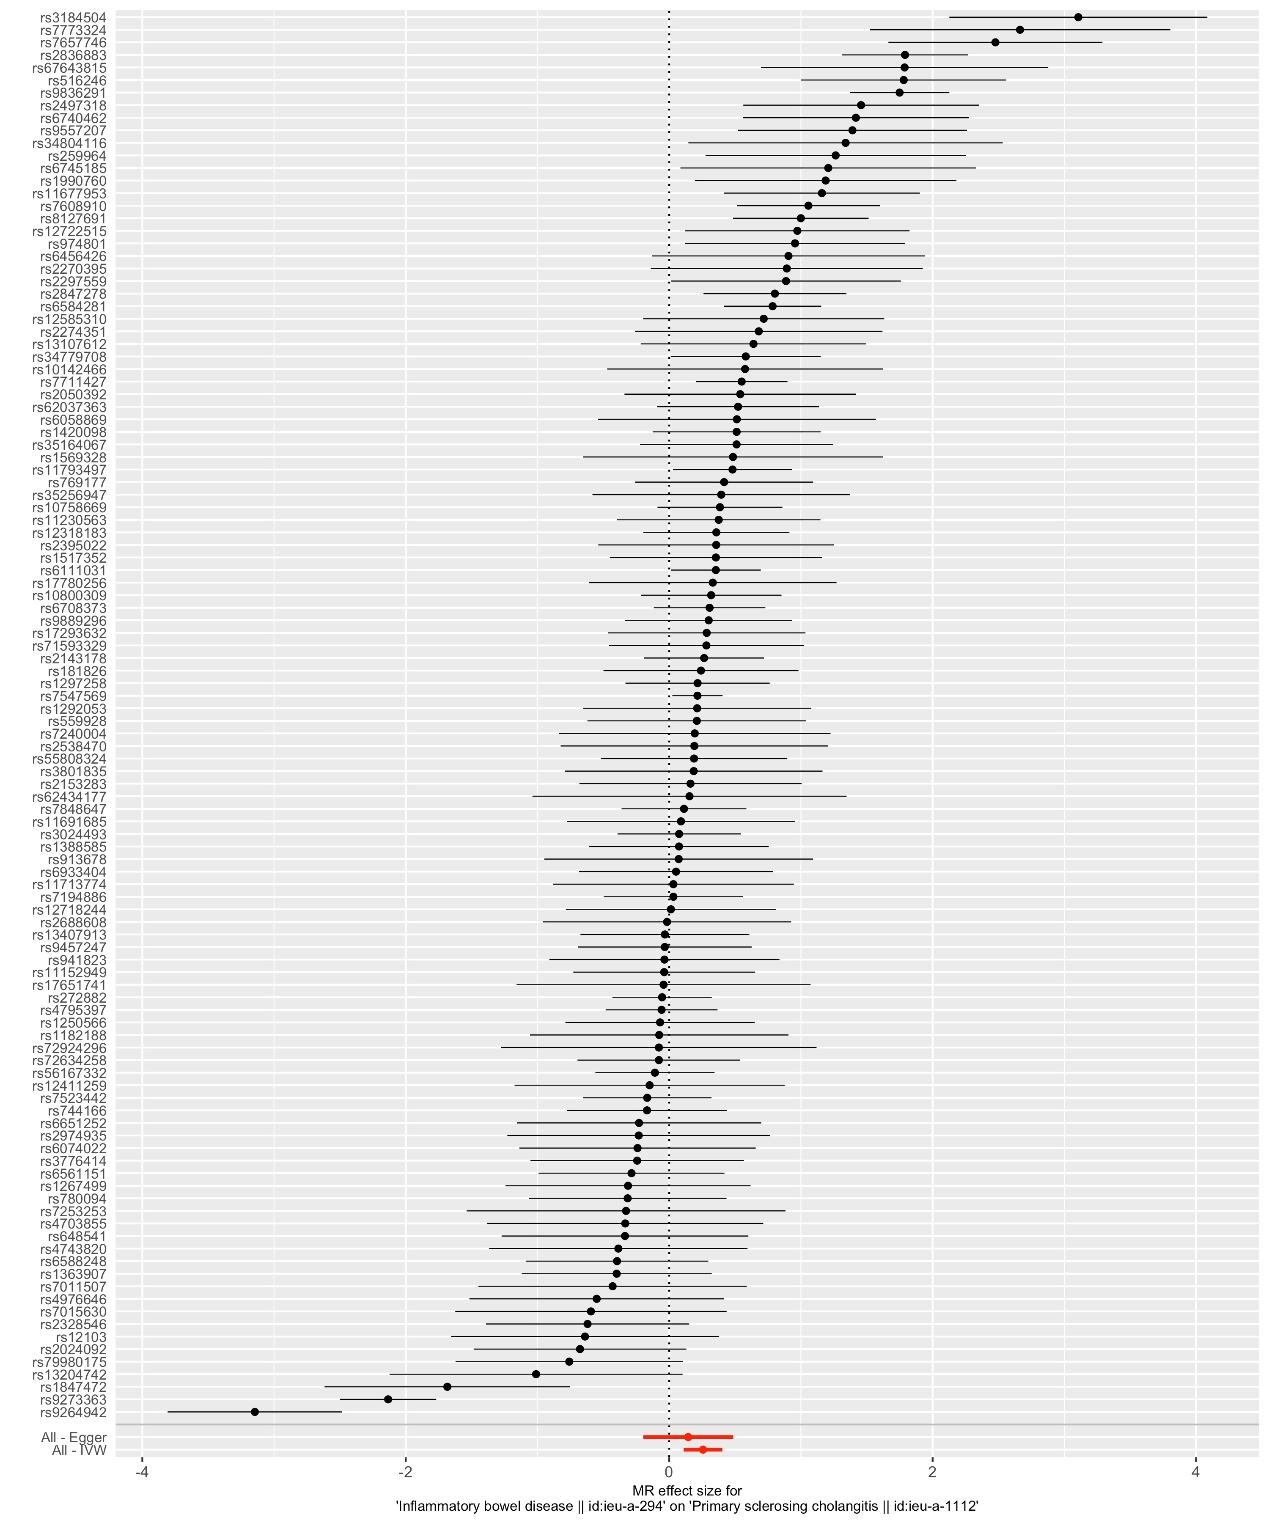 rs3184504
rs7773324
rs7657746
rs2836883
rs67643815
rs516246
rs9836291
rs2497318
rs6740462
rs9557207
rs34804116
rs259964
rs6745185
rs1990760
rs11677953
rs7608910
rs8127691
rs12722515
rs974801
rs6456426
rs2270395
rs2297559
rs2847278
rs6584281
rs12585310
rs2274351
rs13107612
rs34779708
rs10142466
rs7711427
rs2050392
rs62037363
rs6058869
rs1420098
rs35164067
rs1569328
rs11793497
rs769177
rs35256947
rs10758669
rs11230563
rs12318183
rs2395022
rs1517352
rs6111031
rs17780256
rs10800309
rs6708373
rs9889296
rs17293632
rs71593329
rs2143178
rs181826
rs1297258
rs7547569
rs1292053
rs559928
rs7240004
rs2538470
rs55808324
rs3801835
rs2153283
rs62434177
rs7848647
rs11691685
rs3024493
rs1388585
rs913678
rs6933404
rs11713774
rs7194886
rs12718244
rs2688608
rs13407913
rs9457247
rs941823
rs11152949
rs17651741
rs272882
rs4795397
rs1250566
rs1182188
rs72924296
rs72634258
rs56167332
rs12411259
rs7523442
rs744166
rs6651252
rs2974935
rs6074022
rs3776414
rs6561151
rs1267499
rs780094
rs7253253
rs4703855
rs648541
rs4743820
rs6588248
rs1363907
rs7011507
rs4976646
rs7015630
rs2328546
rs12103
rs2024092
rs79980175
rs13204742
rs1847472
rs9273363
rs9264942
All - Egger
All - IVW
-4 -2 0 2 4
MR effect size for
'Inflammatory bowel disease || id:ieu-a-294' on 'Primary sclerosing cholangitis || id:ieu-a-1112'